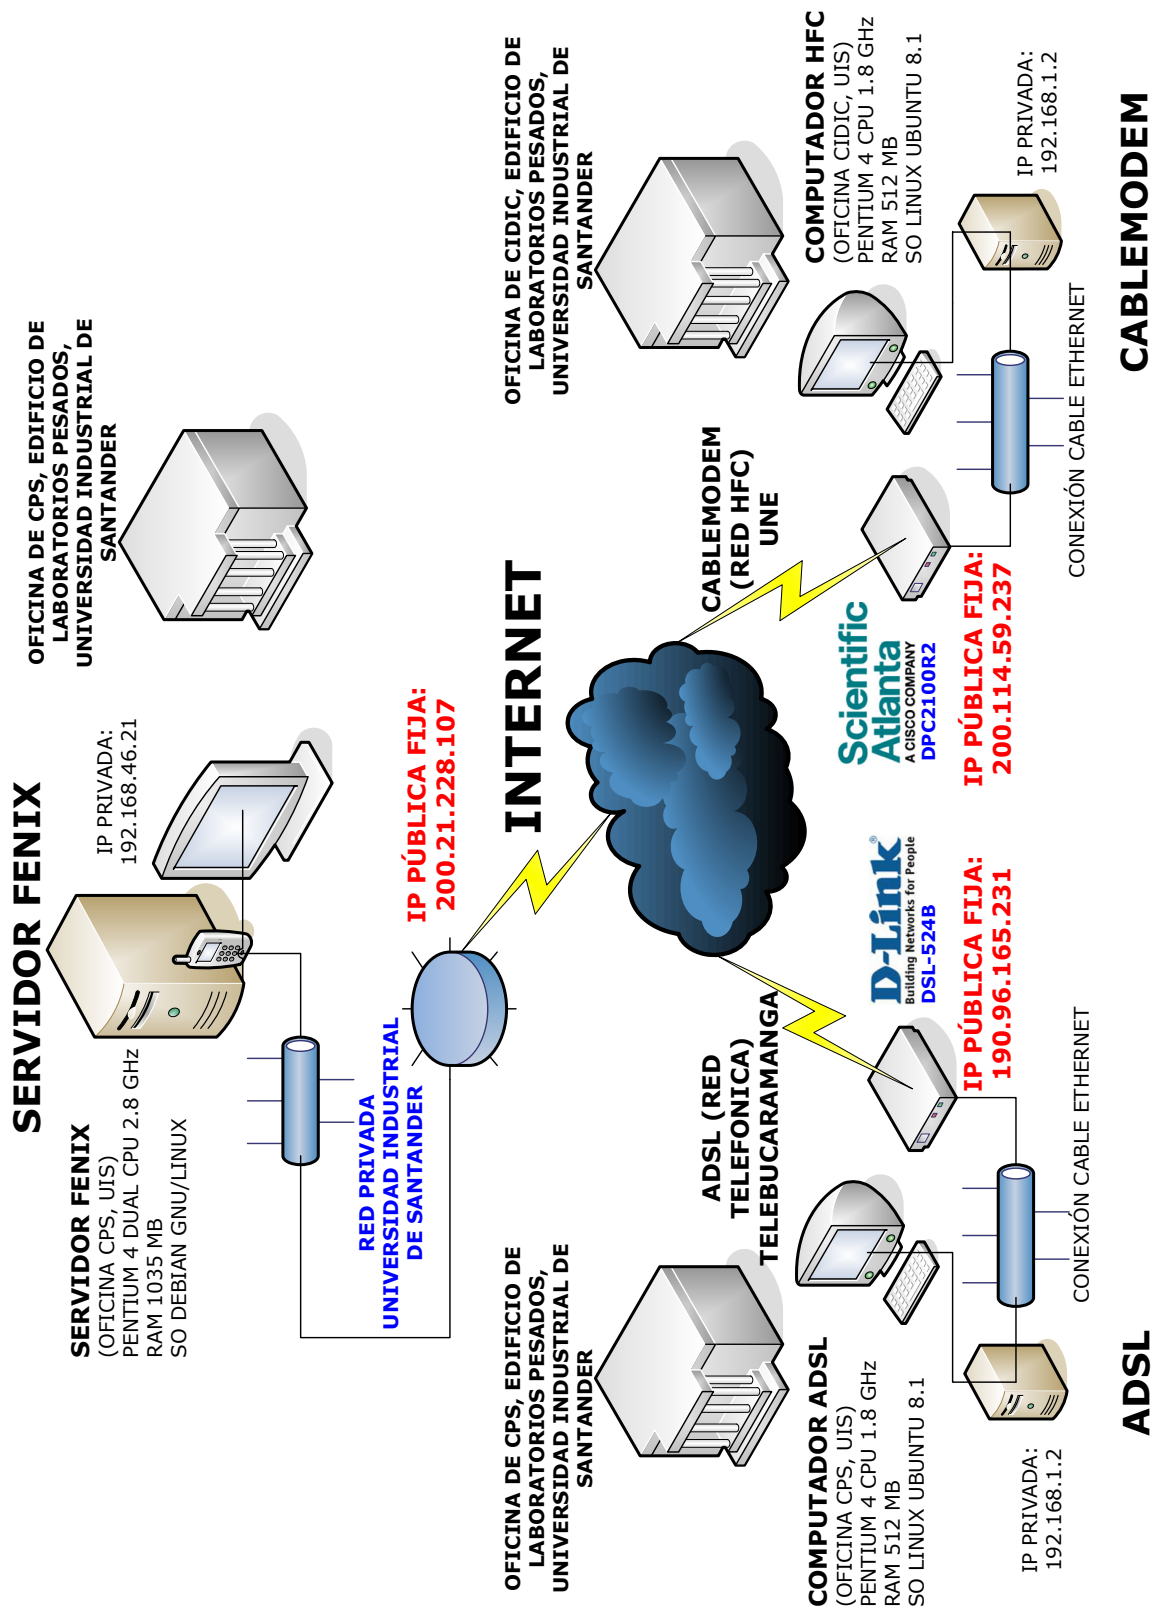 SERVIDOR FENIX
SERVIDOR FENIX
(OFICINA CPS, UIS)
PENTIUM 4 DUAL CPU 2.8 GHz
RAM 1035 MB
SO DEBIAN GNU/LINUX
IP PRIVADA:
192.168.46.21
OFICINA DE CPS, EDIFICIO DE
LABORATORIOS PESADOS,
UNIVERSIDAD INDUSTRIAL DE
SANTANDER
RED PRIVADA
UNIVERSIDAD INDUSTRIAL
DE SANTANDER
IP PÚBLICA FIJA:
200.21.228.107
INTERNET
OFICINA DE CPS, EDIFICIO DE
LABORATORIOS PESADOS,
UNIVERSIDAD INDUSTRIAL DE
SANTANDER
ADSL (RED
TELEFONICA)
TELEBUCARAMANGA
CABLEMODEM
(RED HFC)
UNE
OFICINA DE CIDIC, EDIFICIO DE
LABORATORIOS PESADOS,
UNIVERSIDAD INDUSTRIAL DE
SANTANDER
COMPUTADOR ADSL
(OFICINA CPS, UIS)
PENTIUM 4 CPU 1.8 GHz
RAM 512 MB
SO LINUX UBUNTU 8.1
D-Link®
Building Networks for People
DSL-524B
IP PÚBLICA FIJA:
190.96.165.231
Scientific
Atlanta
A CISCO COMPANY
DPC2100R2
IP PÚBLICA FIJA:
200.114.59.237
COMPUTADOR HFC
(OFICINA CIDIC, UIS)
PENTIUM 4 CPU 1.8 GHz
RAM 512 MB
SO LINUX UBUNTU 8.1
IP PRIVADA:
192.168.1.2
CONEXIÓN CABLE ETHERNET
CONEXIÓN CABLE ETHERNET
IP PRIVADA:
192.168.1.2
ADSL
CABLEMODEM